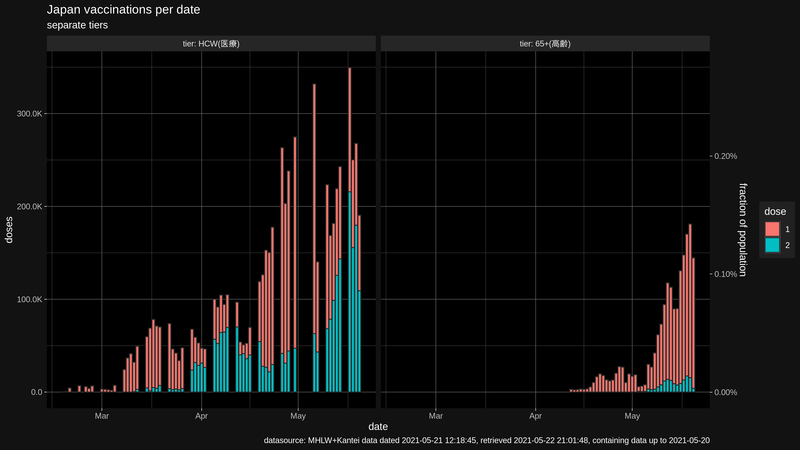 Japan vaccinations per date
separate tiers
tier: HCW(医療)
tier: 65+(高齢)
300.0K
200.0K
100.0K
0.0
doses
0.20%
0.10%
0.00%
fraction of population
dose
1
2
Mar
Apr
May
Mar
Apr
May
date
datasource: MHLW+Kantei data dated 2021-05-21 12:18:45, retrieved 2021-05-22 21:01:48, containing data up to 2021-05-20